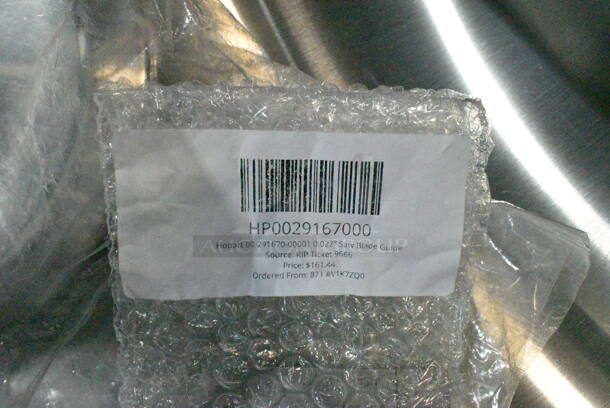 HP0029167000
Hobart 00-291670-00001 0.022" Saw Blade Guide
Source: RIP Ticket 9666
Price: $161.44
Ordered From: 871 #V1K7ZQ0